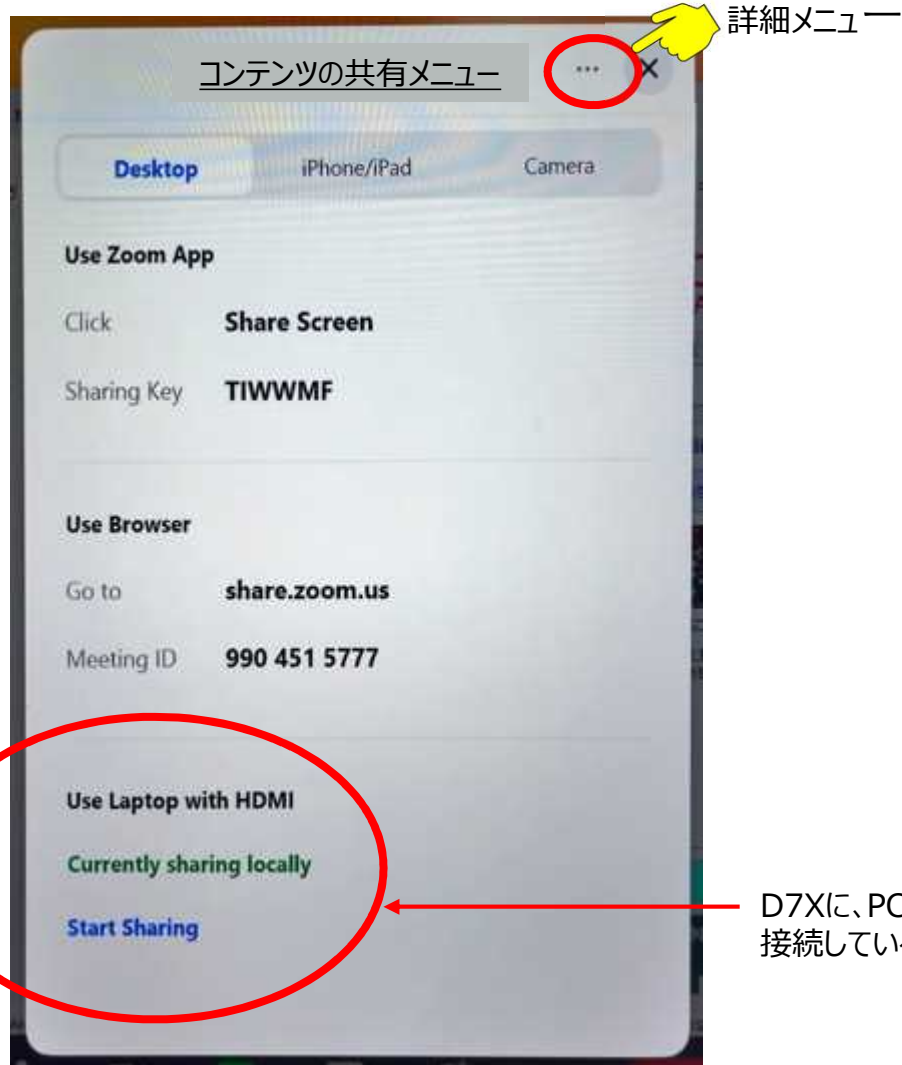 詳細メニュー
コンテンツの共有メニュー
Desktop
iPhone/iPad
Camera
Use Zoom App
Click Share Screen
Sharing Key TIWWMF
Use Browser
Go to share.zoom.us
Meeting ID 990 451 5777
Use Laptop with HDMI
Currently sharing locally
Start Sharing
D7Xに、PC
接続してい